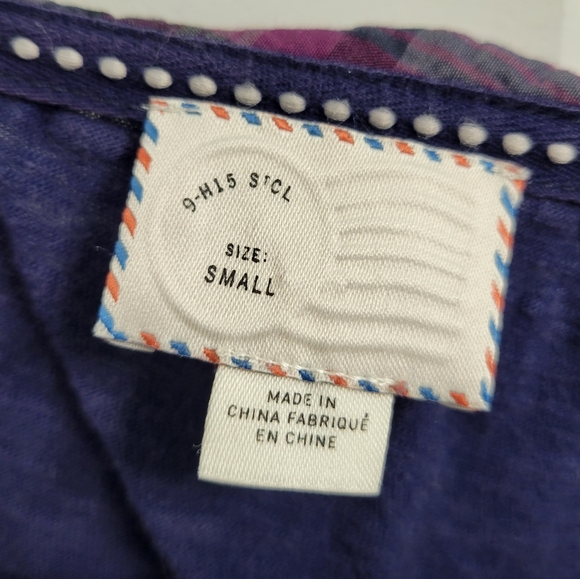 9-H15 STCL
SIZE:
SMALL
MADE IN
CHINA FABRIQUÉ
EN CHINE